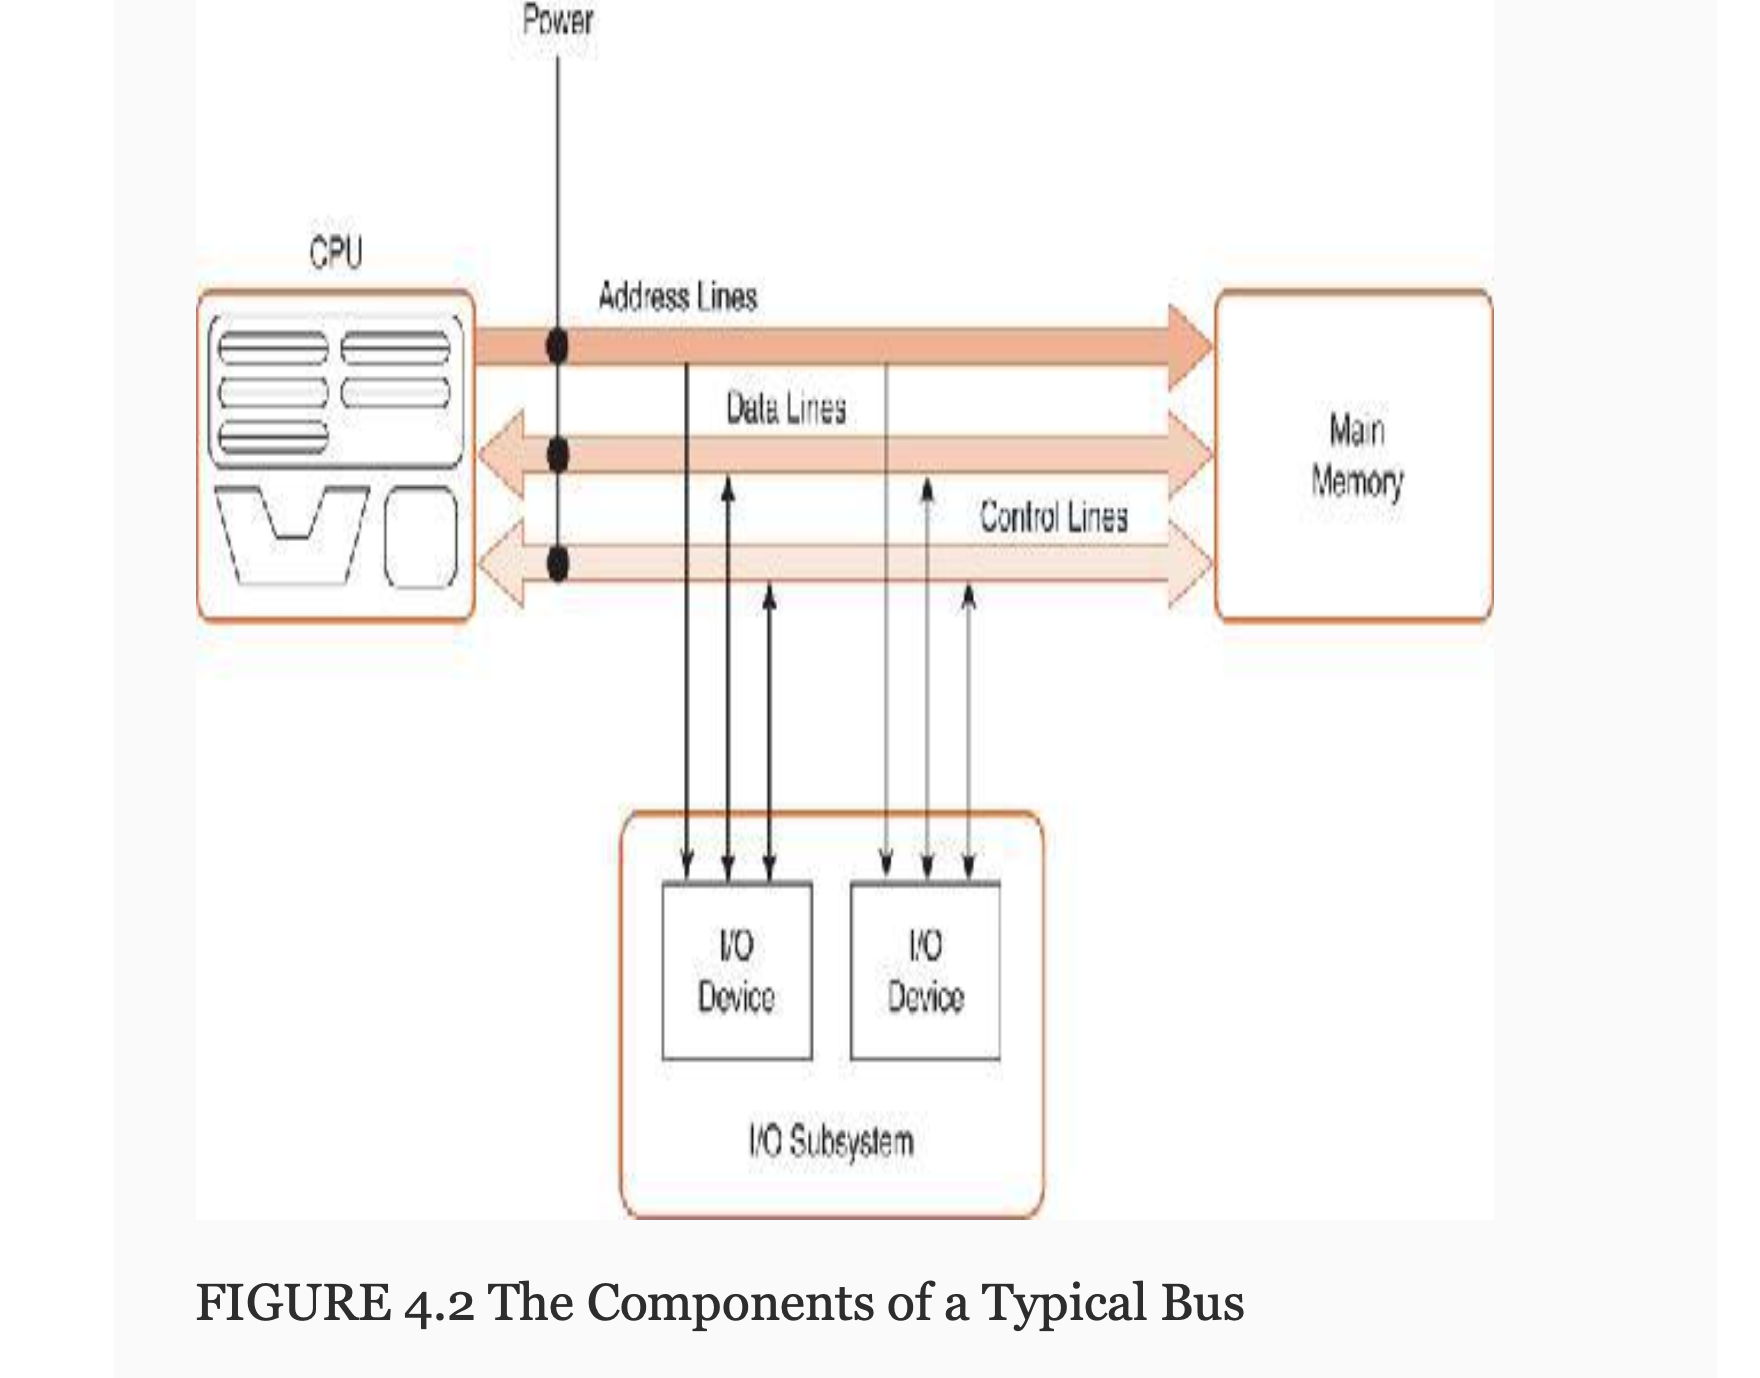 Power
CPU
Address Lines
Data Lines
Control Lines
Main
Memory
I/O
Device
I/O
Device
I/O Subsystem
FIGURE 4.2 The Components of a Typical Bus